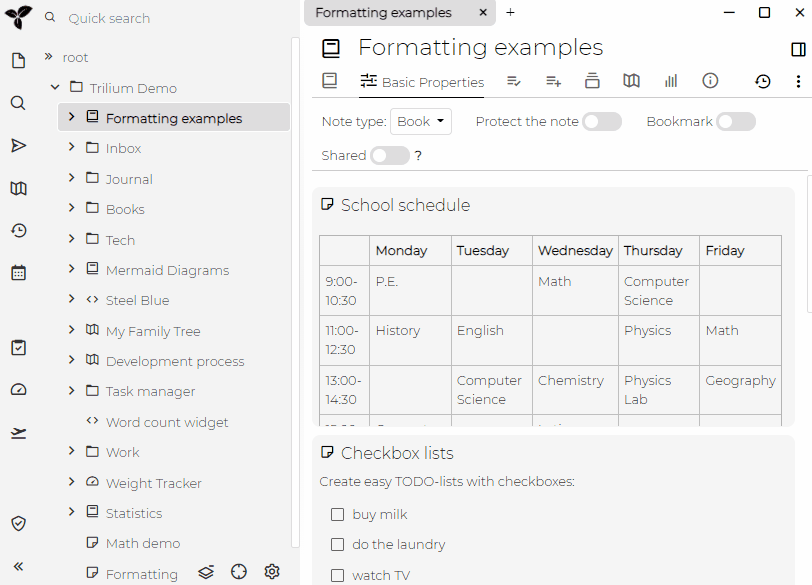 Quick search
root
Trilium Demo
Formatting examples
Inbox
Journal
Books
Tech
Mermaid Diagrams
Steel Blue
My Family Tree
Development process
Task manager
Word count widget
Work
Weight Tracker
Statistics
Math demo
Formatting
Formatting examples
Formatting examples
Basic Properties
Note type: Book Protect the note Bookmark
Shared ?
School schedule
Monday Tuesday Wednesday Thursday Friday
9:00-10:30 P.E. Math Computer Science
11:00-12:30 History English Physics Math
13:00-14:30 Computer Science Chemistry Physics Lab Geography
Checkbox lists
Create easy TODO-lists with checkboxes:
buy milk
do the laundry
watch TV